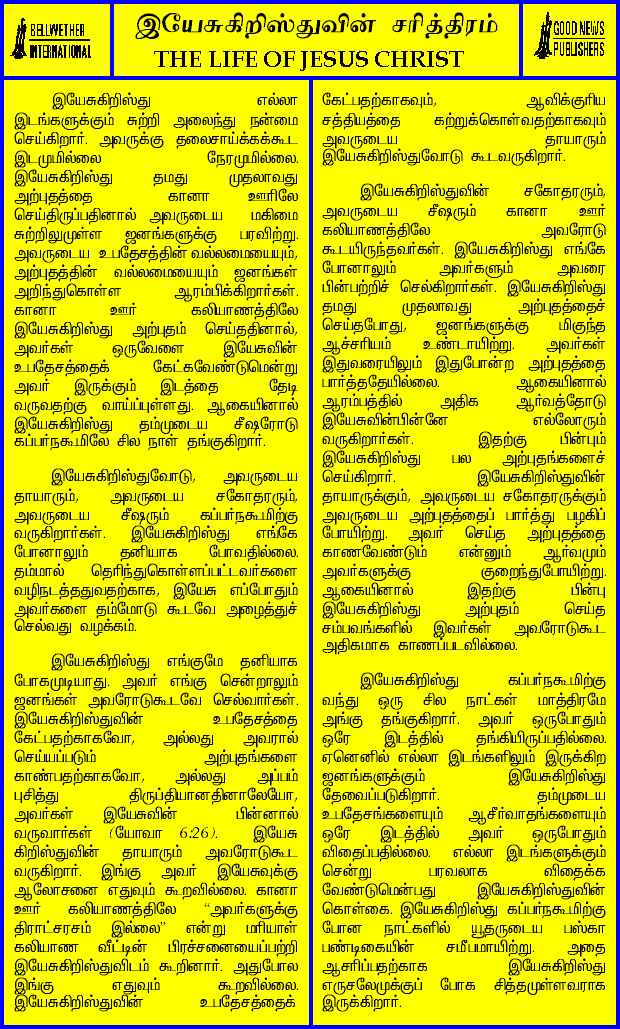 BELLWETHER
INTERNATIONAL
இயேசுகிறிஸ்துவின் சரித்திரம்
THE LIFE OF JESUS CHRIST
GOOD NEWS
PUBLISHERS
இயேசுகிறிஸ்து எல்லா
இடங்களுக்கும் சுற்றி அலைந்து நன்மை
செய்கிறார். அவருக்கு தலைசாய்க்கக்கூட
இடமுமில்லை நேரமுமில்லை.
இயேசுகிறிஸ்து தமது முதலாவது
அற்புதத்தை கானா ஊரிலே
செய்திருப்பதினால் அவருடைய மகிமை
சுற்றிலுமுள்ள ஜனங்களுக்கு பரவிற்று.
அவருடைய உபதேசத்தின் வல்லமையையும்,
அற்புதத்தின் வல்லமையையும் ஜனங்கள்
அறிந்துகொள்ள ஆரம்பிக்கிறார்கள்.
கானா ஊர் கலியாணத்திலே
இயேசுகிறிஸ்து அற்புதம் செய்ததினால்,
அவர்கள் ஒருவேளை இயேசுவின்
உபதேசத்தைக் கேட்கவேண்டுமென்று
அவர் இருக்கும் இடத்தை தேடி
வருவதற்கு வாய்ப்புள்ளது. ஆகையினால்
இயேசுகிறிஸ்து தம்முடைய சீஷரோடு
கப்பர்நகூமிலே சில நாள் தங்குகிறார்.
இயேசுகிறிஸ்துவோடு, அவருடைய
தாயாரும், அவருடைய சகோதரரும்,
அவருடைய சீஷரும் கப்பர்நகூமிற்கு
வருகிறார்கள். இயேசுகிறிஸ்து எங்கே
போனாலும் தனியாக போவதில்லை.
தம்மால் தெரிந்துகொள்ளப்பட்டவர்களை
வழிநடத்துவதற்காக, இயேசு எப்போதும்
அவர்களை தம்மோடு கூடவே அழைத்துச்
செல்வது வழக்கம்.
இயேசுகிறிஸ்து எங்குமே தனியாக
போகமுடியாது. அவர் எங்கு சென்றாலும்
ஜனங்கள் அவரோடுகூடவே செல்வார்கள்.
இயேசுகிறிஸ்துவின் உபதேசத்தை
கேட்பதற்காகவோ, அல்லது அவரால்
செய்யப்படும் அற்புதங்களை
காண்பதற்காகவோ, அல்லது அப்பம்
புசித்து திருப்தியானதினாலேயோ,
அவர்கள் இயேசுவின் பின்னால்
வருவார்கள் (யோவா 6:26). இயேசு
கிறிஸ்துவின் தாயாரும் அவரோடுகூட
வருகிறார். இங்கு அவர் இயேசுவுக்கு
ஆலோசனை எதுவும் கூறவில்லை. கானா
ஊர் கலியாணத்திலே “அவர்களுக்கு
திராட்சரசம் இல்லை” என்று மரியாள்
கலியாண வீட்டின் பிரச்சனையைப்பற்றி
இயேசுகிறிஸ்துவிடம் கூறினார். அதுபோல
இங்கு எதுவும் கூறவில்லை.
இயேசுகிறிஸ்துவின் உபதேசத்தைக்
கேட்பதற்காகவும், ஆவிக்குரிய
சத்தியத்தை கற்றுக்கொள்வதற்காகவும்
அவருடைய தாயாரும்
இயேசுகிறிஸ்துவோடு கூடவருகிறார்.
இயேசுகிறிஸ்துவின் சகோதரரும்,
அவருடைய சீஷரும் கானா ஊர்
கலியாணத்திலே அவரோடு
கூடயிருந்தவர்கள். இயேசுகிறிஸ்து எங்கே
போனாலும் அவர்களும் அவரை
பின்பற்றிச் செல்கிறார்கள். இயேசுகிறிஸ்து
தமது முதலாவது அற்புதத்தைச்
செய்தபோது, ஜனங்களுக்கு மிகுந்த
ஆச்சரியம் உண்டாயிற்று. அவர்கள்
இதுவரையிலும் இதுபோன்ற அற்புதத்தை
பார்த்ததேயில்லை. ஆகையினால்
ஆரம்பத்தில் அதிக ஆர்வத்தோடு
இயேசுவின்பின்னே எல்லோரும்
வருகிறார்கள். இதற்கு பின்பும்
இயேசுகிறிஸ்து பல அற்புதங்களைச்
செய்கிறார். இயேசுகிறிஸ்துவின்
தாயாருக்கும், அவருடைய சகோதரருக்கும்
அவருடைய அற்புதத்தைப் பார்த்து பழகிப்
போயிற்று. அவர் செய்த அற்புதத்தை
காணவேண்டும் என்னும் ஆர்வமும்
அவர்களுக்கு குறைந்துபோயிற்று.
ஆகையினால் இதற்கு பின்பு
இயேசுகிறிஸ்து அற்புதம் செய்த
சம்பவங்களில் இவர்கள் அவரோடுகூட
அதிகமாக காணப்படவில்லை.
இயேசுகிறிஸ்து கப்பர்நகூமிற்கு
வந்து ஒரு சில நாட்கள் மாத்திரமே
அங்கு தங்குகிறார். அவர் ஒருபோதும்
ஒரே இடத்தில் தங்கியிருப்பதில்லை.
ஏனெனில் எல்லா இடங்களிலும் இருக்கிற
ஜனங்களுக்கும் இயேசுகிறிஸ்து
தேவைப்படுகிறார். தம்முடைய
உபதேசங்களையும் ஆசீர்வாதங்களையும்
ஒரே இடத்தில் அவர் ஒருபோதும்
விதைப்பதில்லை. எல்லா இடங்களுக்கும்
சென்று பரவலாக விதைக்க
வேண்டுமென்பது இயேசுகிறிஸ்துவின்
கொள்கை. இயேசுகிறிஸ்து கப்பர்நகூமிற்கு
போன நாட்களில் யூதருடைய பஸ்கா
பண்டிகையின் சமீபமாயிற்று. அதை
ஆசரிப்பதற்காக இயேசுகிறிஸ்து
எருசலேமுக்குப் போக சித்தமுள்ளவராக
இருக்கிறார்.